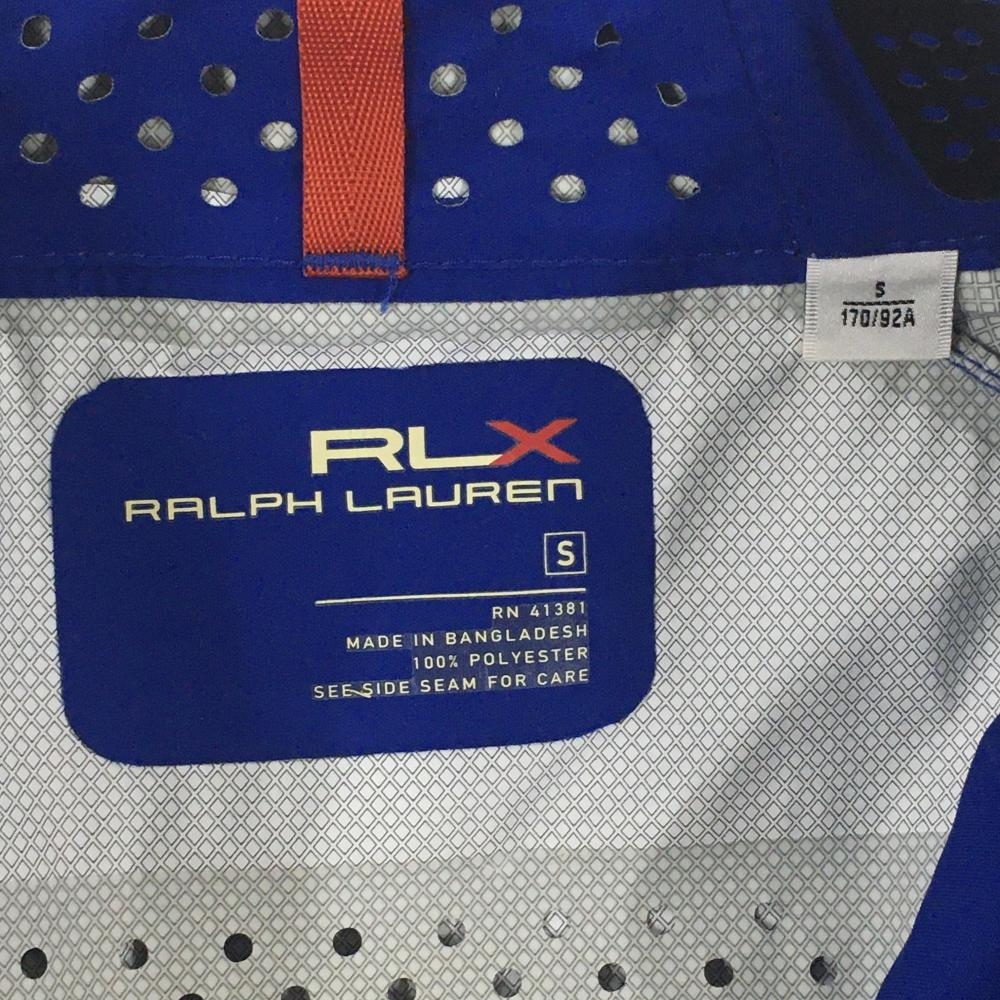 S
170/92A
RLX
RALPH LAUREN
S
RN 41381
MADE IN BANGLADESH
100% POLYESTER
SEE SIDE SEAM FOR CARE